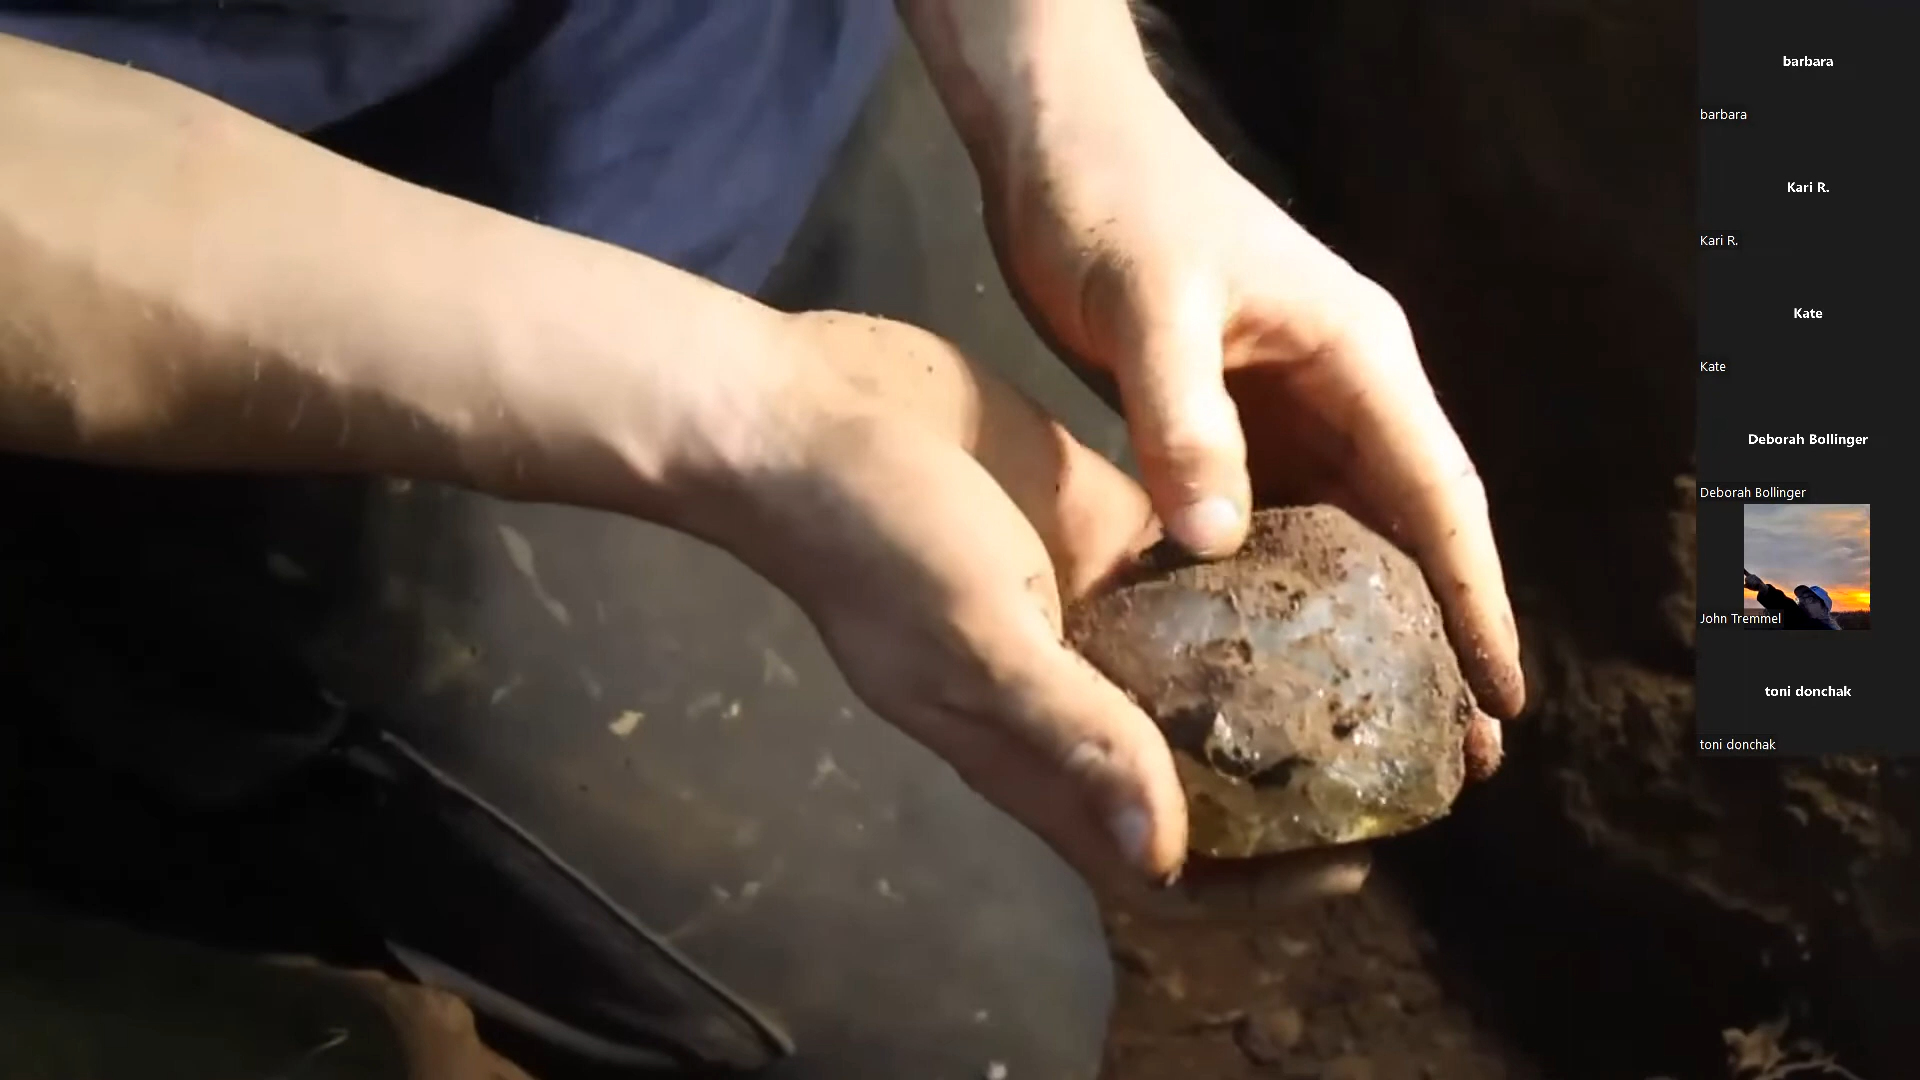 barbara
barbara
Kari R.
Kari R.
Kate
Kate
Deborah Bollinger
Deborah Bollinger
John Tremmel
toni donchak
toni donchak